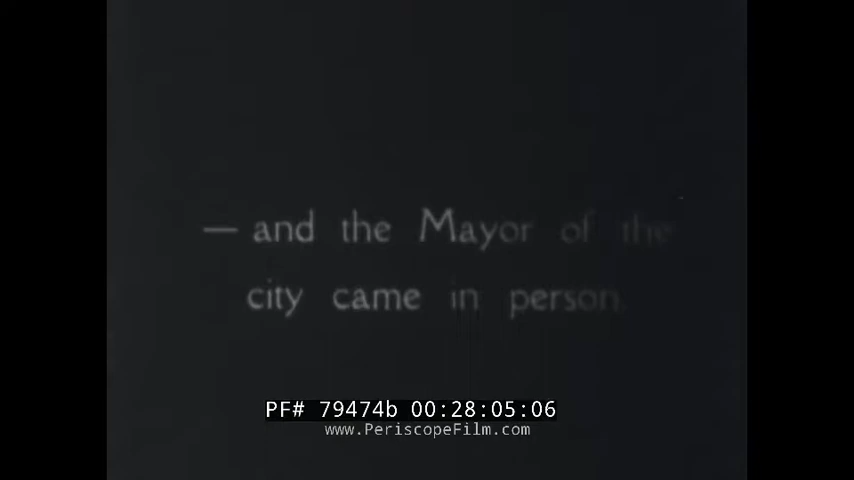 — and the Mayor of the
city came in person.
PF# 79474b 00:28:05:06
www.PeriscopeFilm.com